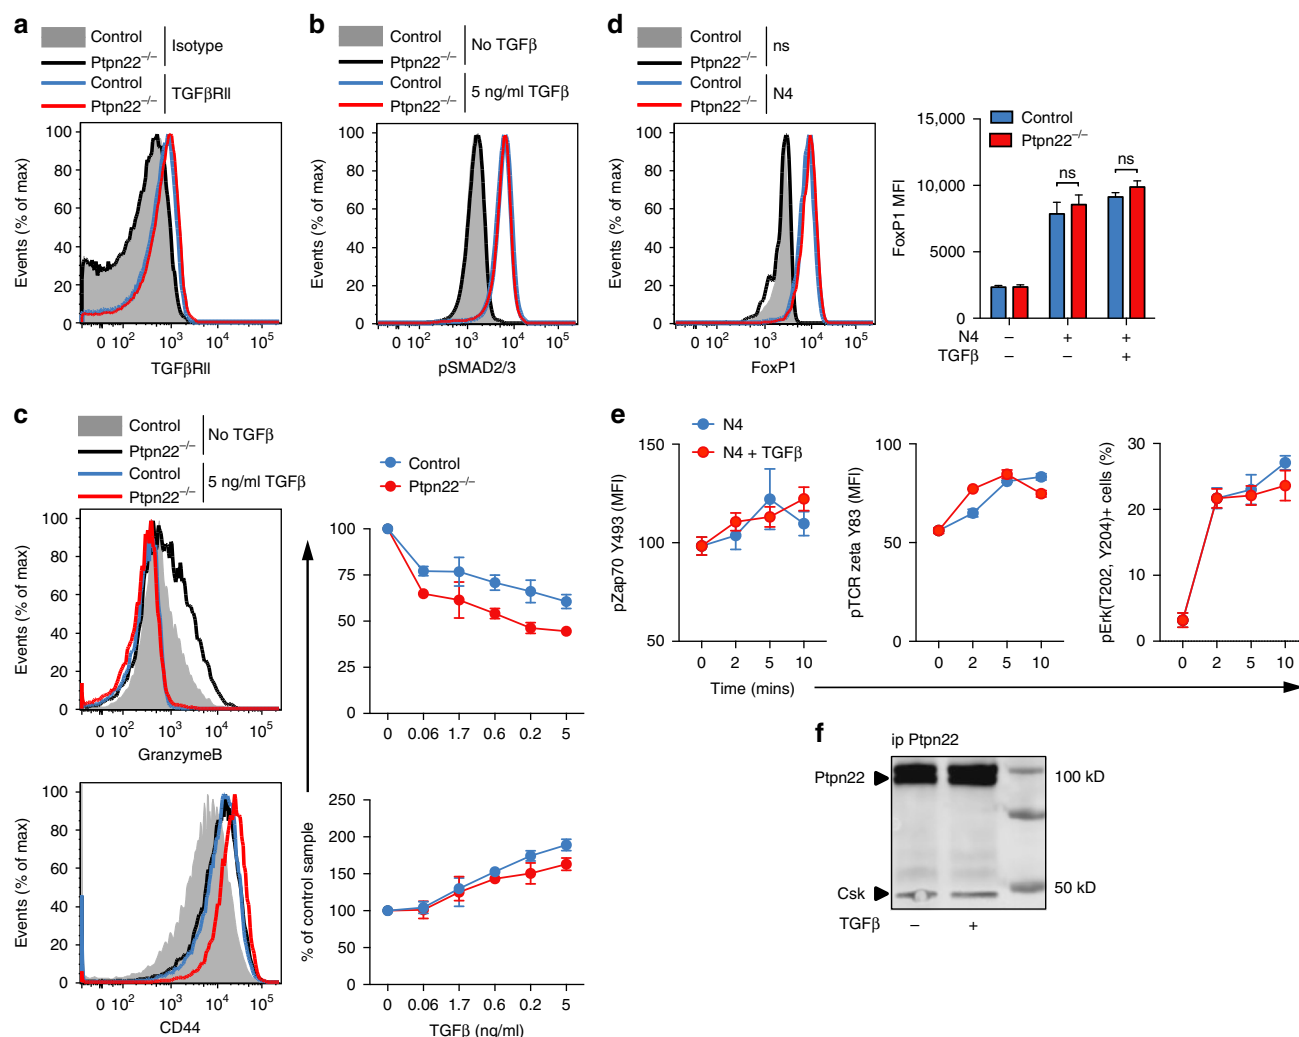 a
Control
Ptpn22–/–
Isotype
Control
Ptpn22–/–
TGFβRII
Events (% of max)
100
80
60
40
20
0
0 10² 10³ 10⁴ 10⁵
TGFβRII
b
Control
Ptpn22–/–
No TGFβ
Control
Ptpn22–/–
5 ng/ml TGFβ
Events (% of max)
100
80
60
40
20
0
0 10² 10³ 10⁴ 10⁵
pSMAD2/3
d
Control
Ptpn22–/–
ns
Control
Ptpn22–/–
N4
Events (% of max)
100
80
60
40
20
0
0 10² 10³ 10⁴ 10⁵
FoxP1
Control
Ptpn22–/–
FoxP1 MFI
15,000
10,000
5000
0
ns
ns
N4 – + +
TGFβ – – +
c
Control
Ptpn22–/–
No TGFβ
Control
Ptpn22–/–
5 ng/ml TGFβ
Events (% of max)
100
80
60
40
20
0
0 10² 10³ 10⁴ 10⁵
GranzymeB
Events (% of max)
100
80
60
40
20
0
0 10² 10³ 10⁴ 10⁵
CD44
Control
Ptpn22–/–
100
75
50
25
0
0 0.06 1.7 0.6 0.2 5
% of control sample
250
200
150
100
50
0
0 0.06 1.7 0.6 0.2 5
TGFβ (ng/ml)
e
N4
N4 + TGFβ
pZap70 Y493 (MFI)
150
100
50
0 2 5 10
pTCR zeta Y83 (MFI)
100
50
0
0 2 5 10
pErk(T202, Y204)+ cells (%)
30
20
10
0
0 2 5 10
Time (mins)
f
ip Ptpn22
Ptpn22
100 kD
Csk
50 kD
TGFβ – +